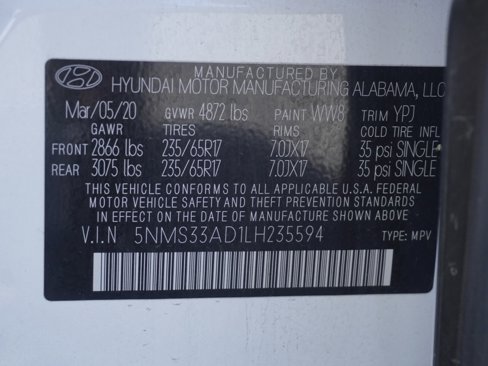 MANUFACTURED BY
HYUNDAI MOTOR MANUFACTURING ALABAMA, LLC
Mar/05/20 GVWR 4872 lbs PAINT WW8 TRIM YPJ
GAWR TIRES RIMS COLD TIRE INFL
FRONT 2866 lbs 235/65R17 7.0JX17 35 psi SINGLE
REAR 3075 lbs 235/65R17 7.0JX17 35 psi SINGLE
THIS VEHICLE CONFORMS TO ALL APPLICABLE U.S.A. FEDERAL
MOTOR VEHICLE SAFETY AND THEFT PREVENTION STANDARDS
IN EFFECT ON THE DATE OF MANUFACTURE SHOWN ABOVE
V.I.N 5NMS33AD1LH235594 TYPE: MPV